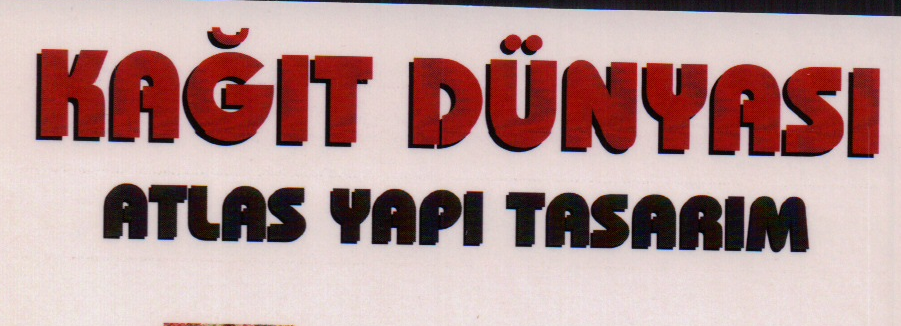 KAĞIT DÜNYASI
ATLAS YAPI TASARIM